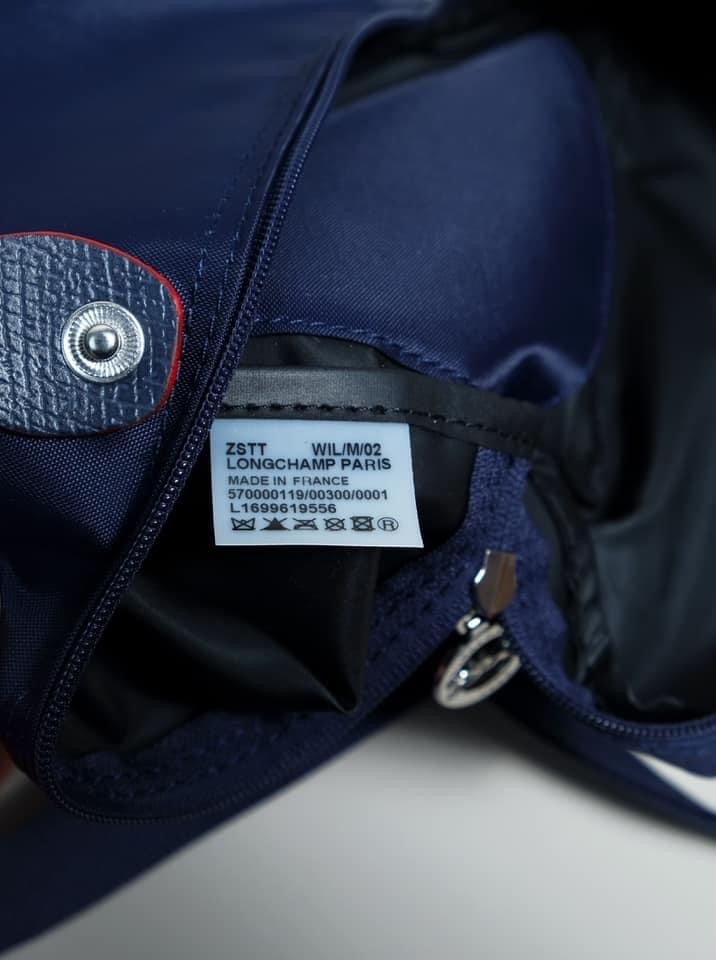 ZSTT WIL/M/02
LONGCHAMP PARIS
MADE IN FRANCE
570000119/00300/0001
L1699619556
®